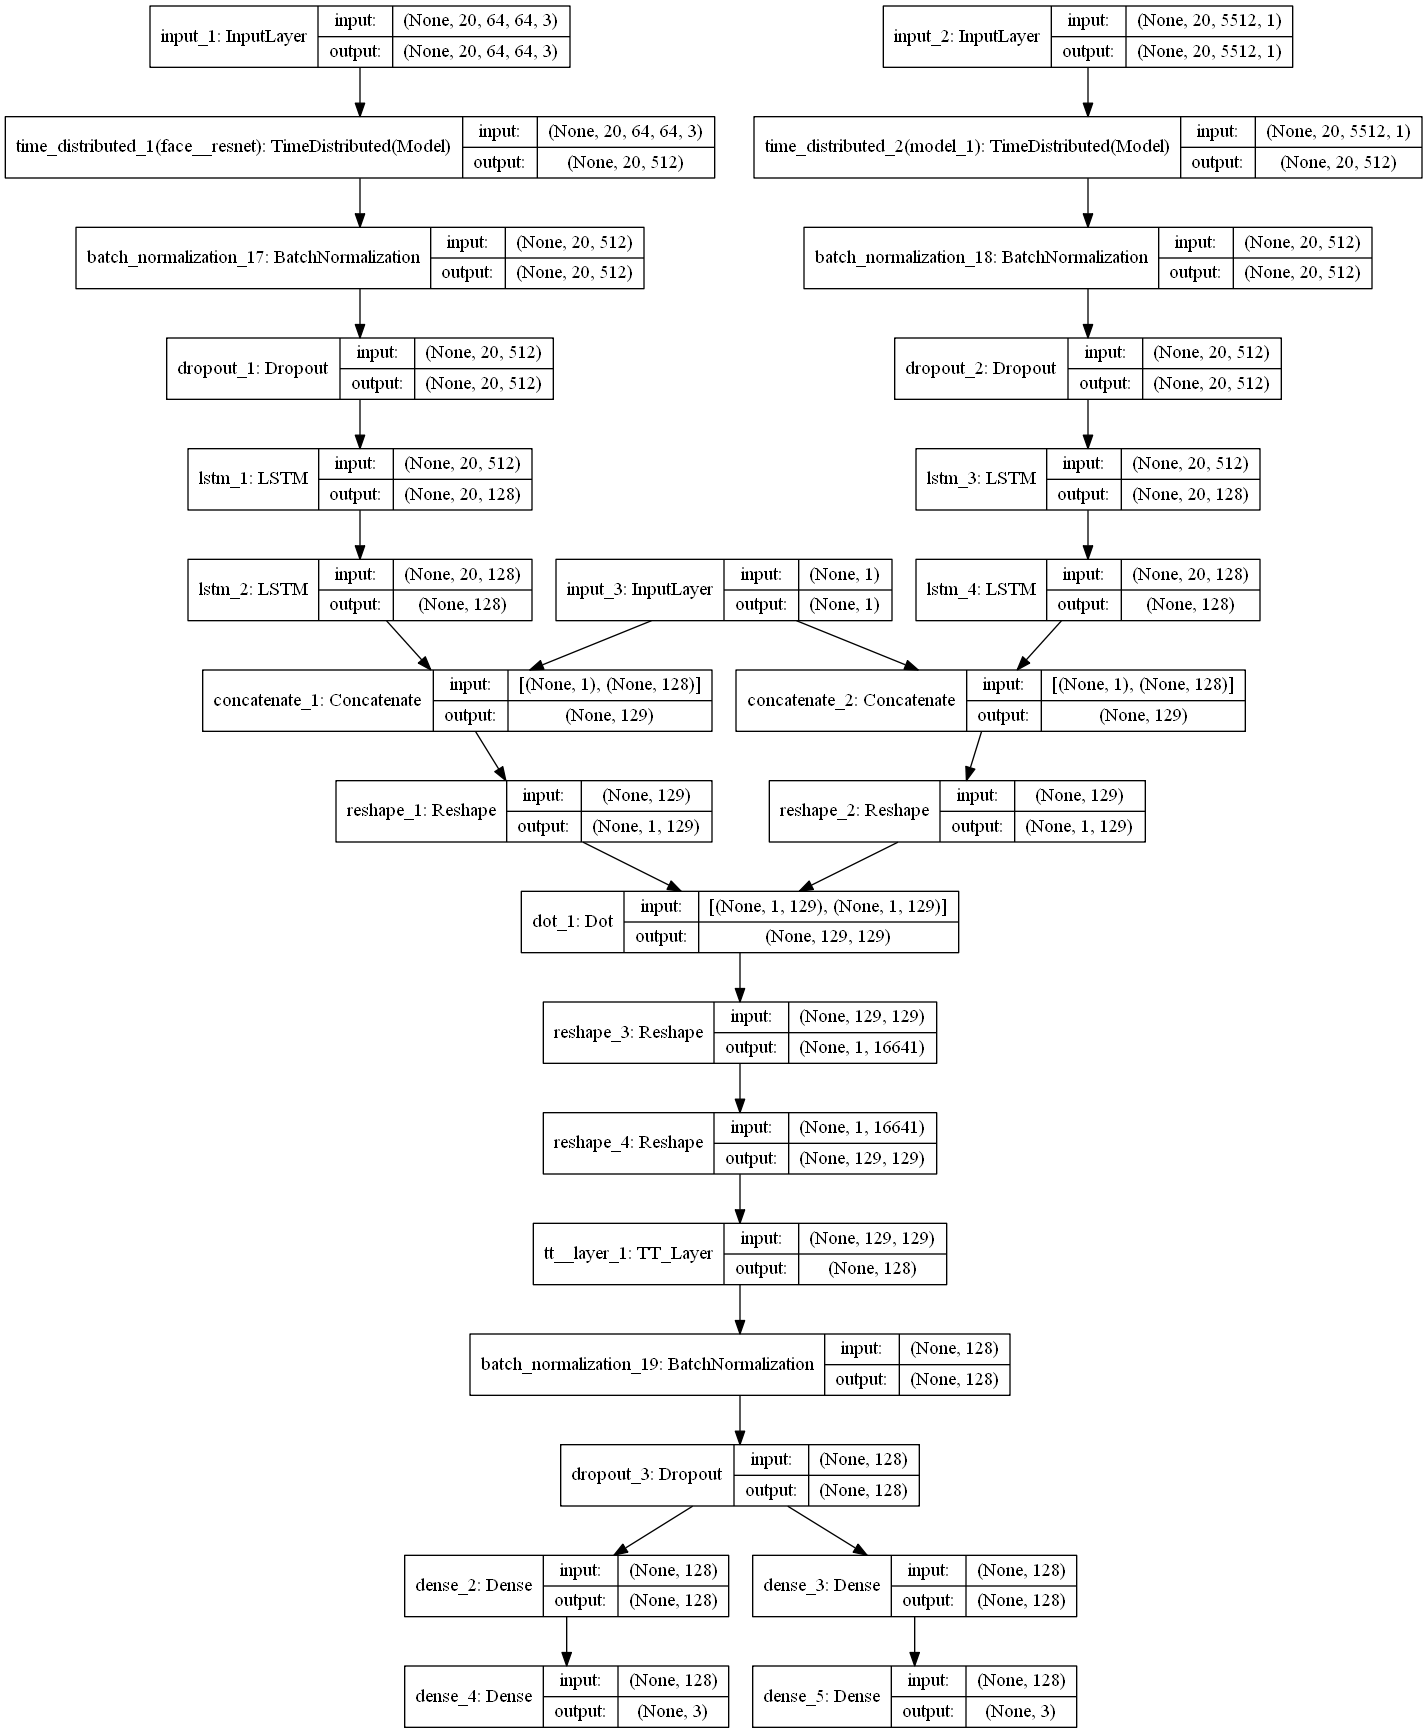 input_1: InputLayer
input: (None, 20, 64, 64, 3)
output: (None, 20, 64, 64, 3)
input_2: InputLayer
input: (None, 20, 5512, 1)
output: (None, 20, 5512, 1)
time_distributed_1(face__resnet): TimeDistributed(Model)
input: (None, 20, 64, 64, 3)
output: (None, 20, 512)
time_distributed_2(model_1): TimeDistributed(Model)
input: (None, 20, 5512, 1)
output: (None, 20, 512)
batch_normalization_17: BatchNormalization
input: (None, 20, 512)
output: (None, 20, 512)
batch_normalization_18: BatchNormalization
input: (None, 20, 512)
output: (None, 20, 512)
dropout_1: Dropout
input: (None, 20, 512)
output: (None, 20, 512)
dropout_2: Dropout
input: (None, 20, 512)
output: (None, 20, 512)
lstm_1: LSTM
input: (None, 20, 512)
output: (None, 20, 128)
lstm_3: LSTM
input: (None, 20, 512)
output: (None, 20, 128)
lstm_2: LSTM
input: (None, 20, 128)
output: (None, 128)
input_3: InputLayer
input: (None, 1)
output: (None, 1)
lstm_4: LSTM
input: (None, 20, 128)
output: (None, 128)
concatenate_1: Concatenate
input: [(None, 1), (None, 128)]
output: (None, 129)
concatenate_2: Concatenate
input: [(None, 1), (None, 128)]
output: (None, 129)
reshape_1: Reshape
input: (None, 129)
output: (None, 1, 129)
reshape_2: Reshape
input: (None, 129)
output: (None, 1, 129)
dot_1: Dot
input: [(None, 1, 129), (None, 1, 129)]
output: (None, 129, 129)
reshape_3: Reshape
input: (None, 129, 129)
output: (None, 1, 16641)
reshape_4: Reshape
input: (None, 1, 16641)
output: (None, 129, 129)
tt__layer_1: TT_Layer
input: (None, 129, 129)
output: (None, 128)
batch_normalization_19: BatchNormalization
input: (None, 128)
output: (None, 128)
dropout_3: Dropout
input: (None, 128)
output: (None, 128)
dense_2: Dense
input: (None, 128)
output: (None, 128)
dense_3: Dense
input: (None, 128)
output: (None, 128)
dense_4: Dense
input: (None, 128)
output: (None, 3)
dense_5: Dense
input: (None, 128)
output: (None, 3)